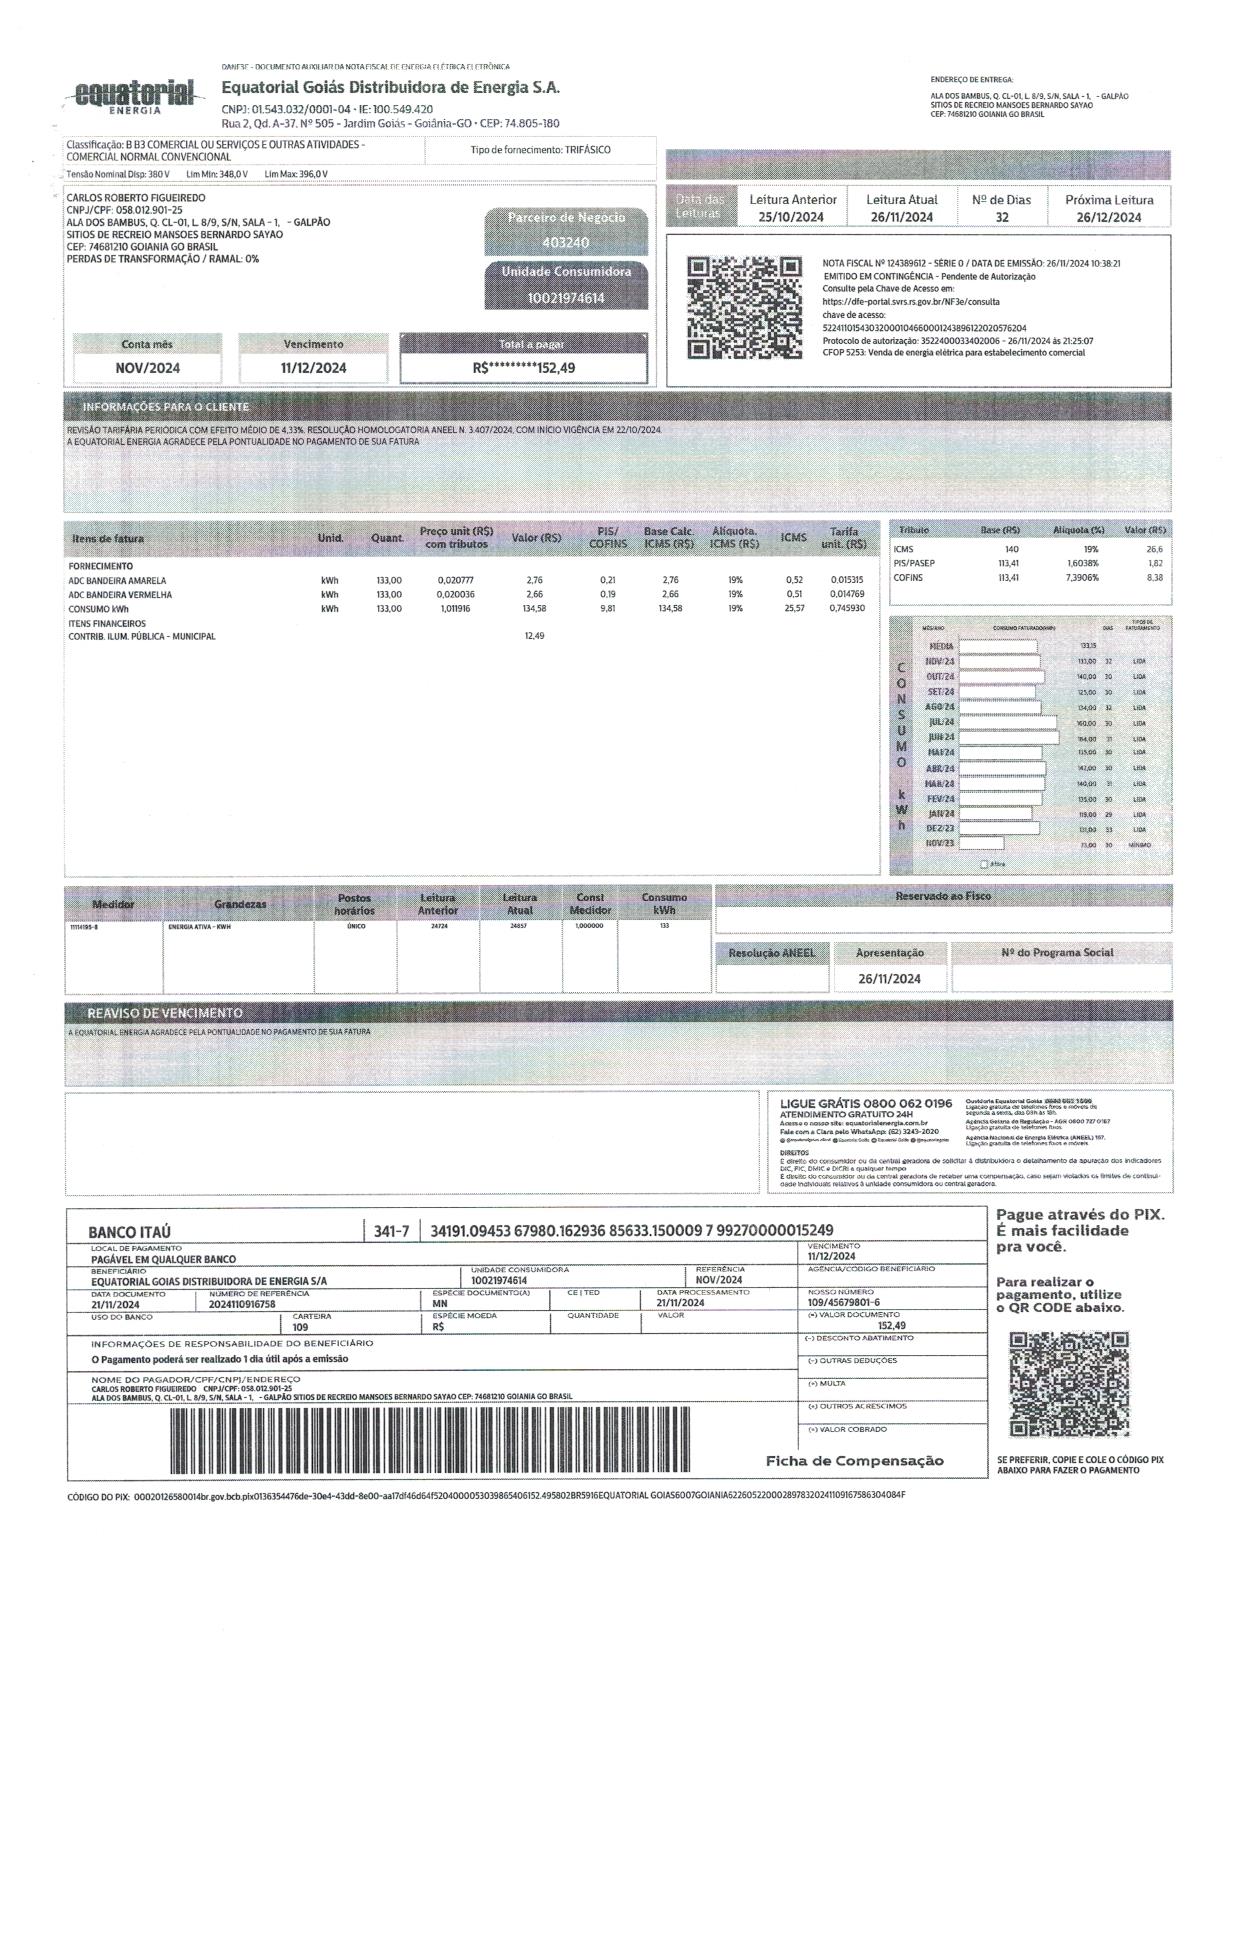 DANF3E - DOCUMENTO AUXILIAR DA NOTA FISCAL DE ENERGIA ELÉTRICA ELETRÔNICA
equatorial
ENERGIA
Equatorial Goiás Distribuidora de Energia S.A.
CNPJ: 01.543.032/0001-04 - IE: 100.549.420
Rua 2, Qd. A-37. Nº 505 - Jardim Goiás - Goiânia-GO - CEP: 74.805-180
ENDEREÇO DE ENTREGA:
ALA DOS BAMBUS, Q. CL-01, L. 8/9, S/N, SALA - 1, - GALPÃO
SITIOS DE RECREIO MANSOES BERNARDO SAYAO
CEP: 74681210 GOIANIA GO BRASIL
Classificação: B B3 COMERCIAL OU SERVIÇOS E OUTRAS ATIVIDADES -
COMERCIAL NORMAL CONVENCIONAL
Tipo de fornecimento: TRIFÁSICO
Tensão Nominal Disp: 380 V Lim Min: 348,0 V Lim Max: 396,0 V
CARLOS ROBERTO FIGUEIREDO
CNPJ/CPF: 058.012.901-25
ALA DOS BAMBUS, Q. CL-01, L. 8/9, S/N, SALA - 1, - GALPÃO
SITIOS DE RECREIO MANSOES BERNARDO SAYAO
CEP: 74681210 GOIANIA GO BRASIL
PERDAS DE TRANSFORMAÇÃO / RAMAL: 0%
Parceiro de Negócio
403240
Unidade Consumidora
10021974614
Conta mês Vencimento Total a pagar
NOV/2024 11/12/2024 R$*********152,49
Data das Leituras
Leitura Anterior Leitura Atual Nº de Dias Próxima Leitura
25/10/2024 26/11/2024 32 26/12/2024
NOTA FISCAL Nº 124389612 - SÉRIE 0 / DATA DE EMISSÃO: 26/11/2024 10:38:21
EMITIDO EM CONTINGÊNCIA - Pendente de Autorização
Consulte pela Chave de Acesso em:
https://dfe-portal.svrs.rs.gov.br/NF3e/consulta
chave de acesso:
52241101543032000104660001243896122020576204
Protocolo de autorização: 3522400033402006 - 26/11/2024 às 21:25:07
CFOP 5253: Venda de energia elétrica para estabelecimento comercial
INFORMAÇÕES PARA O CLIENTE
REVISÃO TARIFÁRIA PERIÓDICA COM EFEITO MÉDIO DE 4,33%. RESOLUÇÃO HOMOLOGATORIA ANEEL N. 3.407/2024, COM INÍCIO VIGÊNCIA EM 22/10/2024.
A EQUATORIAL ENERGIA AGRADECE PELA PONTUALIDADE NO PAGAMENTO DE SUA FATURA
Itens de fatura Unid. Quant. Preço unit (R$) com tributos Valor (R$) PIS/COFINS Base Calc. ICMS (R$) Alíquota. ICMS (R$) ICMS Tarifa unit. (R$)
FORNECIMENTO
ADC BANDEIRA AMARELA kWh 133,00 0,020777 2,76 0,21 2,76 19% 0,52 0,015315
ADC BANDEIRA VERMELHA kWh 133,00 0,020036 2,66 0,19 2,66 19% 0,51 0,014769
CONSUMO kWh kWh 133,00 1,011916 134,58 9,81 134,58 19% 25,57 0,745930
ITENS FINANCEIROS
CONTRIB. ILUM. PÚBLICA - MUNICIPAL 12,49
Tributo Base (R$) Alíquota (%) Valor (R$)
ICMS 140 19% 26,6
PIS/PASEP 113,41 1,6038% 1,82
COFINS 113,41 7,3906% 8,38
CONSUMO kWh
MÊS/ANO CONSUMO FATURADO(kWh) DIAS TIPOS DE FATURAMENTO
MÉDIA 133,15
NOV/24 133,00 32 LIDA
OUT/24 140,00 30 LIDA
SET/24 125,00 30 LIDA
AGO/24 134,00 32 LIDA
JUL/24 160,00 30 LIDA
JUN/24 164,00 31 LIDA
MAI/24 135,00 30 LIDA
ABR/24 142,00 30 LIDA
MAR/24 140,00 31 LIDA
FEV/24 135,00 30 LIDA
JAN/24 119,00 29 LIDA
DEZ/23 131,00 33 LIDA
NOV/23 73,00 30 MÍNIMO
Ativa
Medidor Grandezas Postos horários Leitura Anterior Leitura Atual Const Medidor Consumo kWh
11114195-8 ENERGIA ATIVA - KWH ÚNICO 24724 24857 1,000000 133
Reservado ao Fisco
Resolução ANEEL Apresentação Nº do Programa Social
26/11/2024
REAVISO DE VENCIMENTO
A EQUATORIAL ENERGIA AGRADECE PELA PONTUALIDADE NO PAGAMENTO DE SUA FATURA
LIGUE GRÁTIS 0800 062 0196
ATENDIMENTO GRATUITO 24H
Acesse o nosso site: equatorialenergia.com.br
Fale com a Clara pelo WhatsApp: (62) 3243-2020
Ouvidoria Equatorial Goiás 0800 062 1500
Ligação gratuita de telefones fixos e móveis de
segunda a sexta, das 08h às 18h.
Agência Goiana de Regulação - AGR 0800 727 0167
Ligação gratuita de telefones fixos.
Agência Nacional de Energia Elétrica (ANEEL) 167.
Ligação gratuita de telefones fixos e móveis
DIREITOS
É direito do consumidor ou da central geradora de solicitar à distribuidora o detalhamento da apuração dos indicadores
DIC, FIC, DMIC e DICRI a qualquer tempo
É direito do consumidor ou da central geradora de receber uma compensação, caso sejam violados os limites de continui-
dade individuais relativos à unidade consumidora ou central geradora.
BANCO ITAÚ 341-7 34191.09453 67980.162936 85633.150009 7 99270000015249
LOCAL DE PAGAMENTO
PAGÁVEL EM QUALQUER BANCO
VENCIMENTO
11/12/2024
BENEFICIÁRIO UNIDADE CONSUMIDORA REFERÊNCIA AGÊNCIA/CODIGO BENEFICIÁRIO
EQUATORIAL GOIAS DISTRIBUIDORA DE ENERGIA S/A 10021974614 NOV/2024
DATA DOCUMENTO NÚMERO DE REFERÊNCIA ESPÉCIE DOCUMENTO(A) CE | TED DATA PROCESSAMENTO NOSSO NÚMERO
21/11/2024 2024110916758 MN 21/11/2024 109/45679801-6
USO DO BANCO CARTEIRA ESPÉCIE MOEDA QUANTIDADE VALOR (=) VALOR DOCUMENTO
109 R$ 152,49
INFORMAÇÕES DE RESPONSABILIDADE DO BENEFICIÁRIO
O Pagamento poderá ser realizado 1 dia útil após a emissão
(-) DESCONTO ABATIMENTO
(-) OUTRAS DEDUÇÕES
(+) MULTA
(+) OUTROS ACRESCIMOS
(=) VALOR COBRADO
NOME DO PAGADOR/CPF/CNPJ/ENDEREÇO
CARLOS ROBERTO FIGUEIREDO CNPJ/CPF: 058.012.901-25
ALA DOS BAMBUS, Q. CL-01, L. 8/9, S/N, SALA - 1, - GALPÃO SITIOS DE RECREIO MANSOES BERNARDO SAYAO CEP: 74681210 GOIANIA GO BRASIL
Ficha de Compensação
Pague através do PIX.
É mais facilidade
pra você.
Para realizar o
pagamento, utilize
o QR CODE abaixo.
SE PREFERIR, COPIE E COLE O CÓDIGO PIX
ABAIXO PARA FAZER O PAGAMENTO
CÓDIGO DO PIX: 00020126580014br.gov.bcb.pix0136354476de-30e4-43dd-8e00-aa17df46d64f5204000053039865406152.495802BR5916EQUATORIAL GOIAS6007GOIANIA62260522000289783202411091675863040​84F